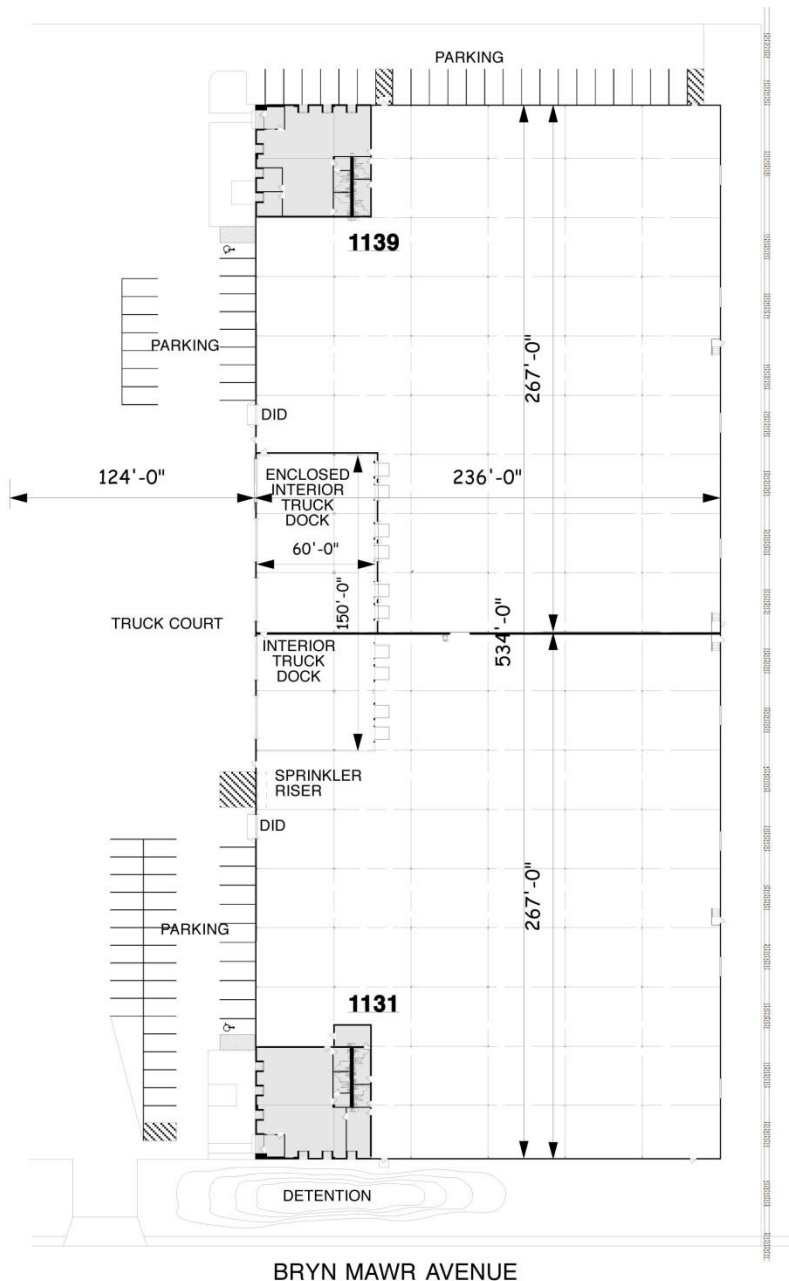 PARKING
1139
267'-0"
PARKING
DID
124'-0"
ENCLOSED
INTERIOR
TRUCK
DOCK
236'-0"
60'-0"
150'-0"
TRUCK COURT
534'-0"
INTERIOR
TRUCK
DOCK
SPRINKLER
RISER
DID
PARKING
267'-0"
1131
DETENTION
BRYN MAWR AVENUE